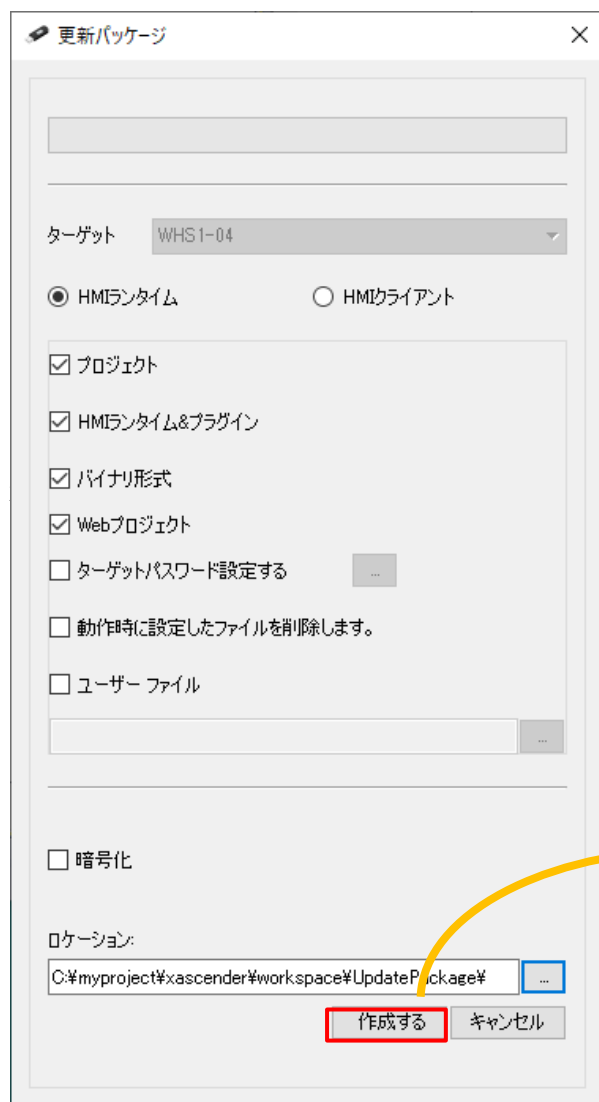 更新パッケージ
ターゲット WHS1-04
HMIランタイム HMIクライアント
プロジェクト
HMIランタイム&プラグイン
バイナリ形式
Webプロジェクト
ターゲットパスワード設定する ...
動作時に設定したファイルを削除します。
ユーザー ファイル
...
暗号化
ロケーション:
C:¥myproject¥xascender¥workspace¥UpdatePackage¥ ...
作成する キャンセル